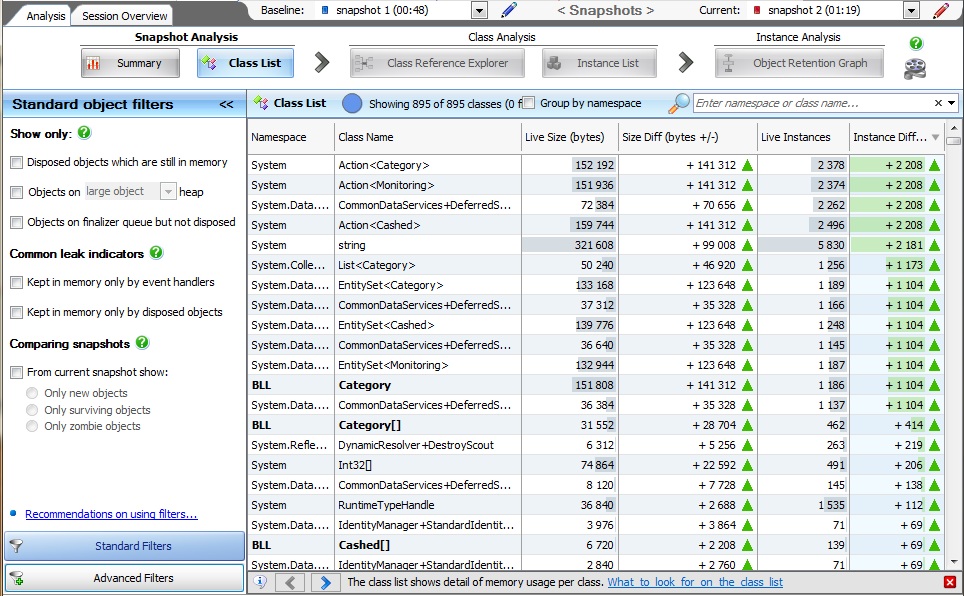 Analysis
Session Overview
Baseline: snapshot 1 (00:48) < Snapshots > Current: snapshot 2 (01:19)
Snapshot Analysis Class Analysis Instance Analysis
Summary Class List Class Reference Explorer Instance List Object Retention Graph
Standard object filters <<
Show only:
Disposed objects which are still in memory
Objects on large object heap
Objects on finalizer queue but not disposed
Common leak indicators
Kept in memory only by event handlers
Kept in memory only by disposed objects
Comparing snapshots
From current snapshot show:
Only new objects
Only surviving objects
Only zombie objects
Recommendations on using filters...
Standard Filters
Advanced Filters
Class List Showing 895 of 895 classes (0 f Group by namespace Enter namespace or class name...
Namespace Class Name Live Size (bytes) Size Diff (bytes +/-) Live Instances Instance Diff...
System Action<Category> 152 192 + 141 312 2 378 + 2 208
System Action<Monitoring> 151 936 + 141 312 2 374 + 2 208
System.Data.... CommonDataServices+DeferredS... 72 384 + 70 656 2 262 + 2 208
System Action<Cashed> 159 744 + 141 312 2 496 + 2 208
System string 321 608 + 99 008 5 830 + 2 181
System.Colle... List<Category> 50 240 + 46 920 1 256 + 1 173
System.Data.... EntitySet<Category> 133 168 + 123 648 1 189 + 1 104
System.Data.... CommonDataServices+DeferredS... 37 312 + 35 328 1 166 + 1 104
System.Data.... EntitySet<Cashed> 139 776 + 123 648 1 248 + 1 104
System.Data.... CommonDataServices+DeferredS... 36 640 + 35 328 1 145 + 1 104
System.Data.... EntitySet<Monitoring> 132 944 + 123 648 1 187 + 1 104
BLL Category 151 808 + 141 312 1 186 + 1 104
System.Data.... CommonDataServices+DeferredS... 36 384 + 35 328 1 137 + 1 104
BLL Category[] 31 552 + 28 704 462 + 414
System.Refle... DynamicResolver+DestroyScout 6 312 + 5 256 263 + 219
System Int32[] 74 864 + 22 592 491 + 206
System.Data.... CommonDataServices+DeferredS... 8 120 + 7 728 145 + 138
System RuntimeTypeHandle 36 840 + 2 688 1 535 + 112
System.Data.... IdentityManager+StandardIdentit... 3 976 + 3 864 71 + 69
BLL Cashed[] 6 720 + 2 208 139 + 69
System.Data.... IdentityManager+StandardIdentit... 2 840 + 2 760 71 + 69
The class list shows detail of memory usage per class. What to look for on the class list